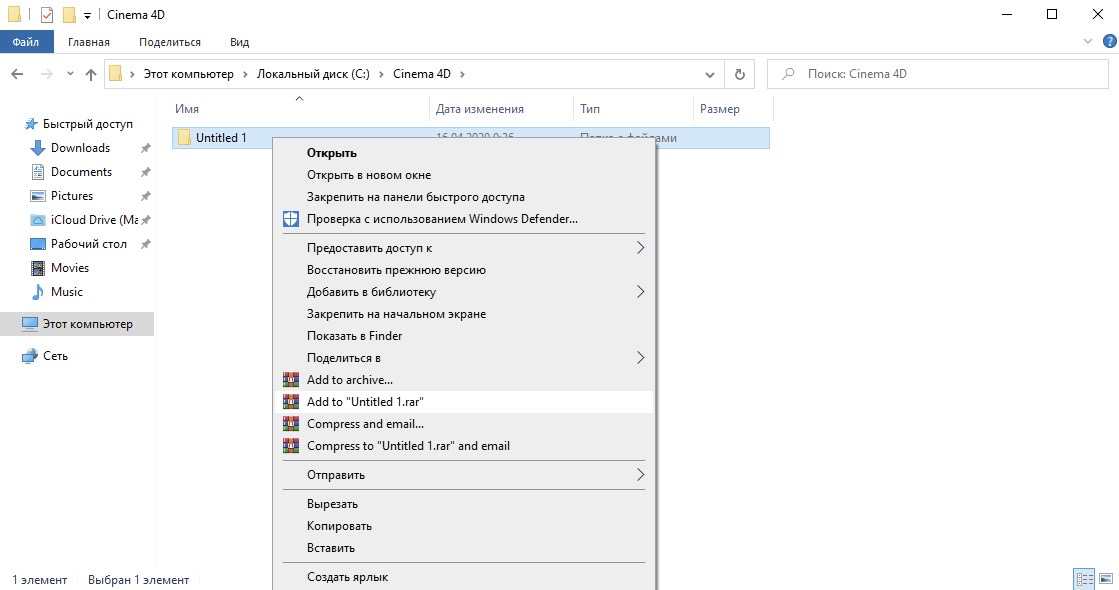 Cinema 4D
Файл Главная Поделиться Вид
Этот компьютер Локальный диск (C:) Cinema 4D Поиск: Cinema 4D
Имя Дата изменения Тип Размер
Untitled 1 16.04.2020 9:26 Папка с файлами
Быстрый доступ
Downloads
Documents
Pictures
iCloud Drive (Ma
Рабочий стол
Movies
Music
Этот компьютер
Сеть
Открыть
Открыть в новом окне
Закрепить на панели быстрого доступа
Проверка с использованием Windows Defender...
Предоставить доступ к
Восстановить прежнюю версию
Добавить в библиотеку
Закрепить на начальном экране
Показать в Finder
Поделиться в
Add to archive...
Add to "Untitled 1.rar"
Compress and email...
Compress to "Untitled 1.rar" and email
Отправить
Вырезать
Копировать
Вставить
Создать ярлык
1 элемент Выбран 1 элемент